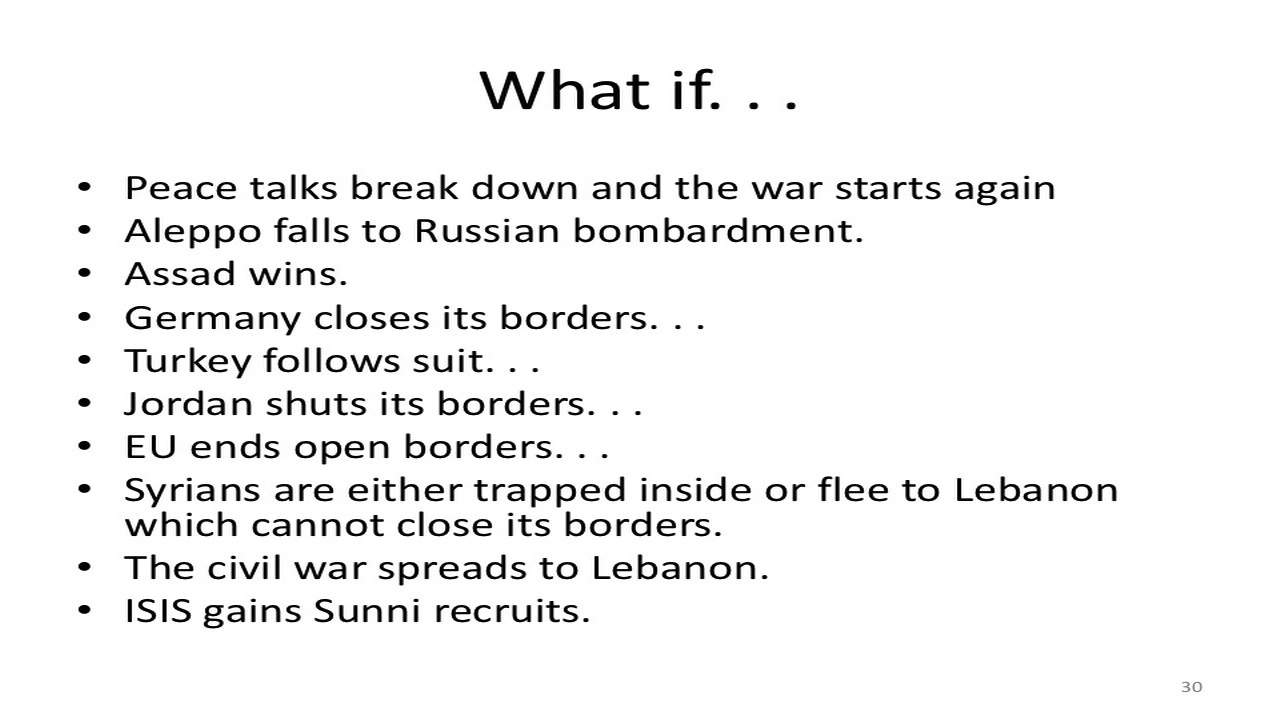 What if. . .
• Peace talks break down and the war starts again
• Aleppo falls to Russian bombardment.
• Assad wins.
• Germany closes its borders. . .
• Turkey follows suit. . .
• Jordan shuts its borders. . .
• EU ends open borders. . .
• Syrians are either trapped inside or flee to Lebanon
which cannot close its borders.
• The civil war spreads to Lebanon.
• ISIS gains Sunni recruits.
30